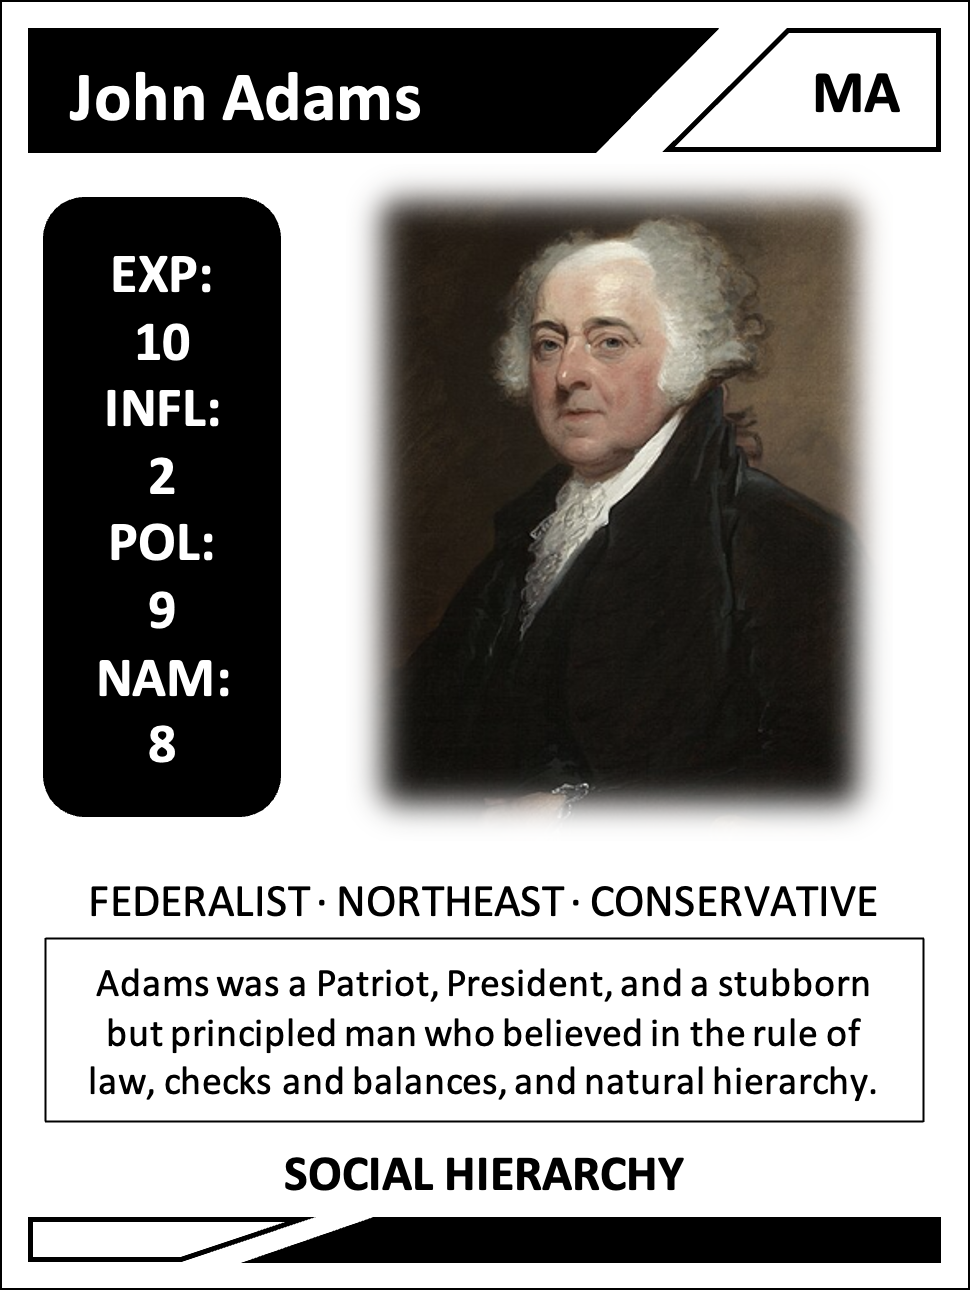 John Adams
MA
EXP:
10
INFL:
2
POL:
9
NAM:
8
FEDERALIST · NORTHEAST · CONSERVATIVE
Adams was a Patriot, President, and a stubborn
but principled man who believed in the rule of
law, checks and balances, and natural hierarchy.
SOCIAL HIERARCHY